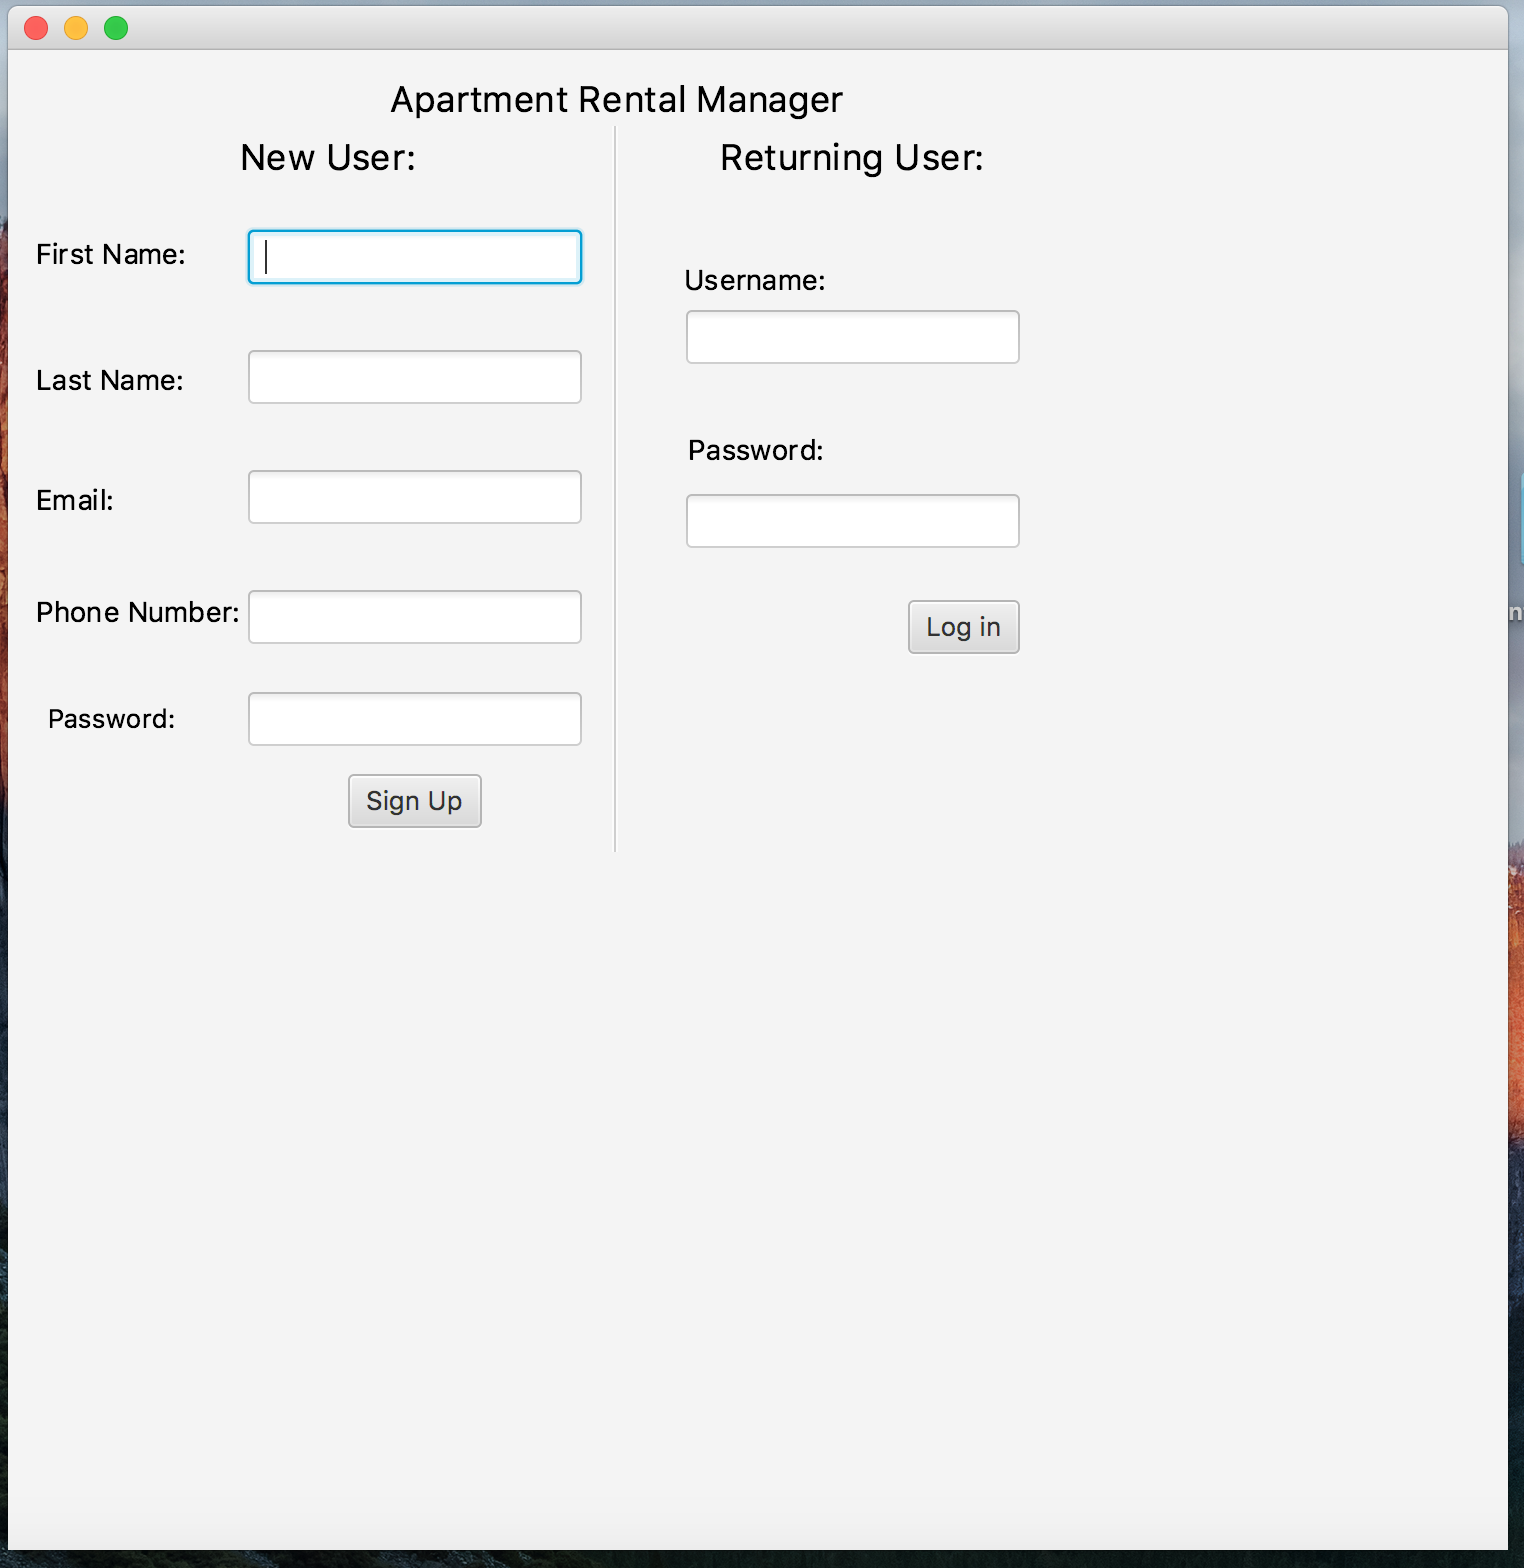 Apartment Rental Manager
New User:
First Name:
Last Name:
Email:
Phone Number:
Password:
Sign Up
Returning User:
Username:
Password:
Log in